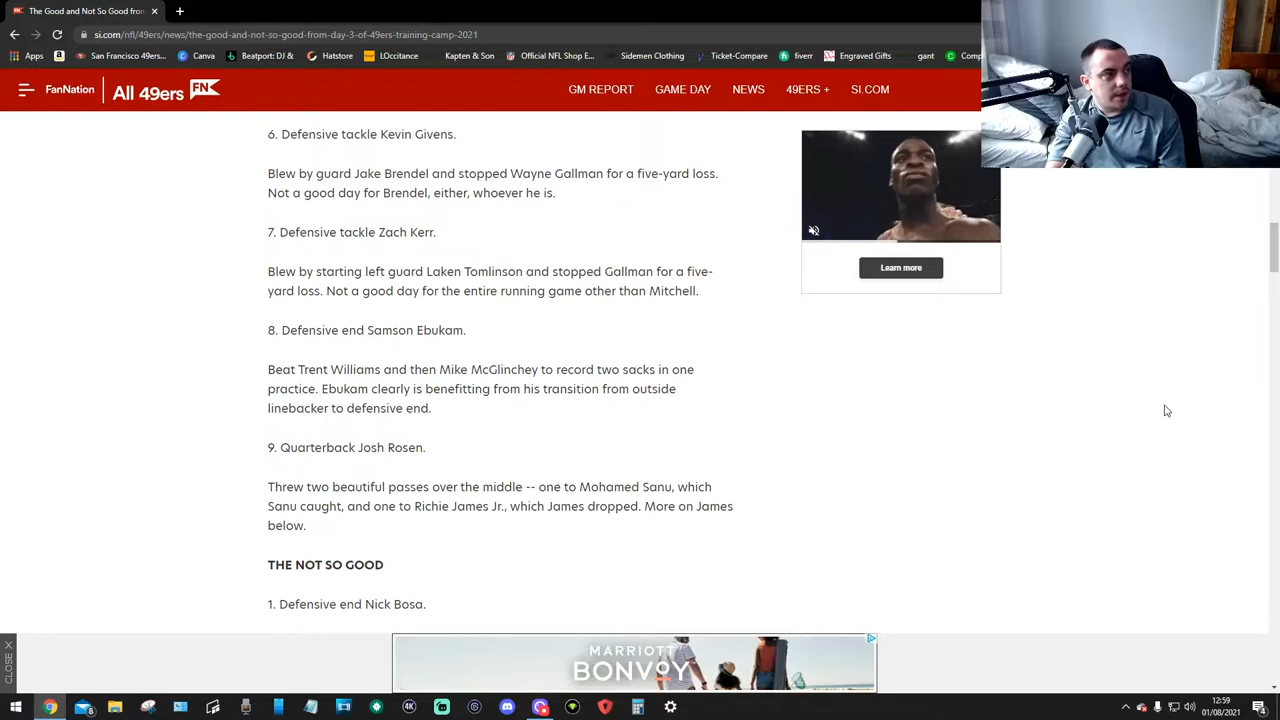 The Good and Not So Good from
si.com/nfl/49ers/news/the-good-and-not-so-good-from-day-3-of-49ers-training-camp-2021
Apps San Francisco 49ers... Canva Beatport: DJ & Hatstore LOccitance Kapten & Son Official NFL Shop E... Sidemen Clothing Ticket-Compare fiverr Engraved Gifts gant
FanNation All 49ers FN GM REPORT GAME DAY NEWS 49ERS + SI.COM
6. Defensive tackle Kevin Givens.
Blew by guard Jake Brendel and stopped Wayne Gallman for a five-yard loss.
Not a good day for Brendel, either, whoever he is.
7. Defensive tackle Zach Kerr.
Blew by starting left guard Laken Tomlinson and stopped Gallman for a five-
yard loss. Not a good day for the entire running game other than Mitchell.
8. Defensive end Samson Ebukam.
Beat Trent Williams and then Mike McGlinchey to record two sacks in one
practice. Ebukam clearly is benefitting from his transition from outside
linebacker to defensive end.
9. Quarterback Josh Rosen.
Threw two beautiful passes over the middle -- one to Mohamed Sanu, which
Sanu caught, and one to Richie James Jr., which James dropped. More on James
below.
THE NOT SO GOOD
1. Defensive end Nick Bosa.
Learn more
CLOSE X
MARRIOTT
BONVOY
12:59
01/08/2021